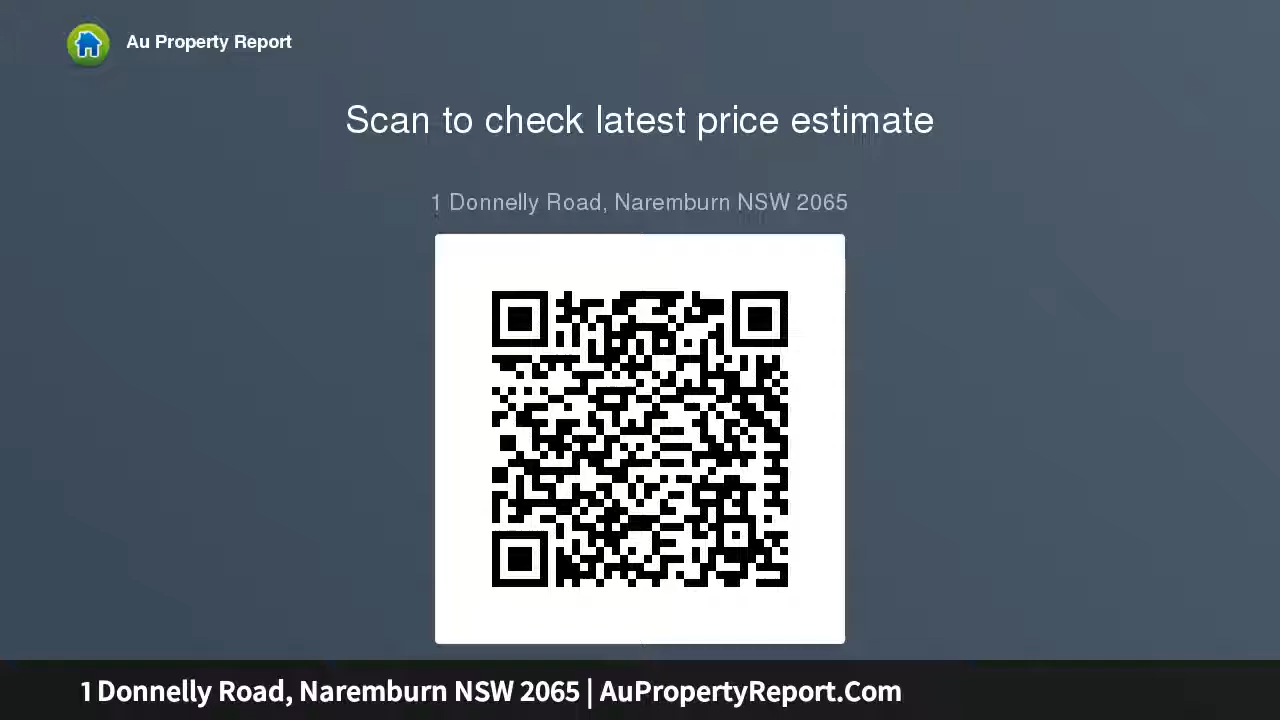 Au Property Report
Scan to check latest price estimate
1 Donnelly Road, Naremburn NSW 2065
1 Donnelly Road, Naremburn NSW 2065 | AuPropertyReport.Com